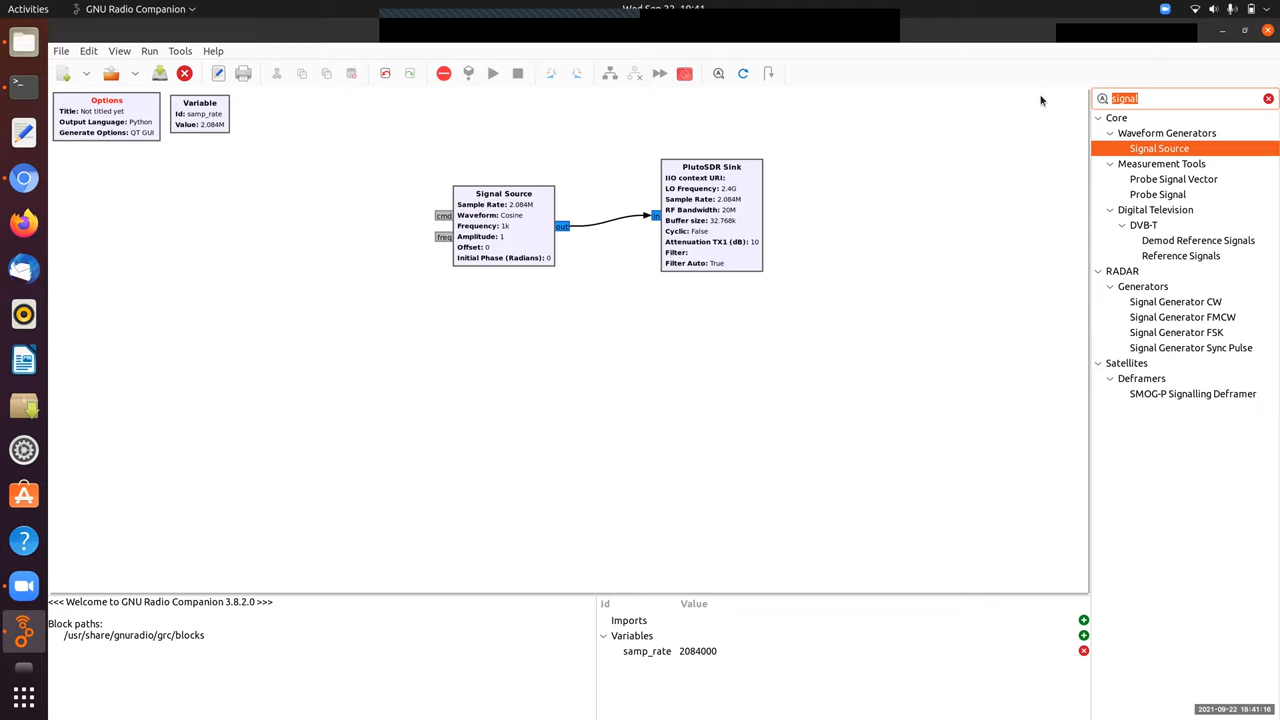 Activities
GNU Radio Companion
File Edit View Run Tools Help
Options
Title: Not titled yet
Output Language: Python
Generate Options: QT GUI
Variable
Id: samp_rate
Value: 2.084M
Signal Source
Sample Rate: 2.084M
Waveform: Cosine
Frequency: 1k
Amplitude: 1
Offset: 0
Initial Phase (Radians): 0
cmd
freq
out
PlutoSDR Sink
IIO context URI:
LO Frequency: 2.4G
Sample Rate: 2.084M
RF Bandwidth: 20M
Buffer size: 32.768k
Cyclic: False
Attenuation TX1 (dB): 10
Filter:
Filter Auto: True
in
signal
Core
Waveform Generators
Signal Source
Measurement Tools
Probe Signal Vector
Probe Signal
Digital Television
DVB-T
Demod Reference Signals
Reference Signals
RADAR
Generators
Signal Generator CW
Signal Generator FMCW
Signal Generator FSK
Signal Generator Sync Pulse
Satellites
Deframers
SMOG-P Signalling Deframer
<<< Welcome to GNU Radio Companion 3.8.2.0 >>>
Block paths:
/usr/share/gnuradio/grc/blocks
Id Value
Imports
Variables
samp_rate 2084000
2021-09-22 18:41:16